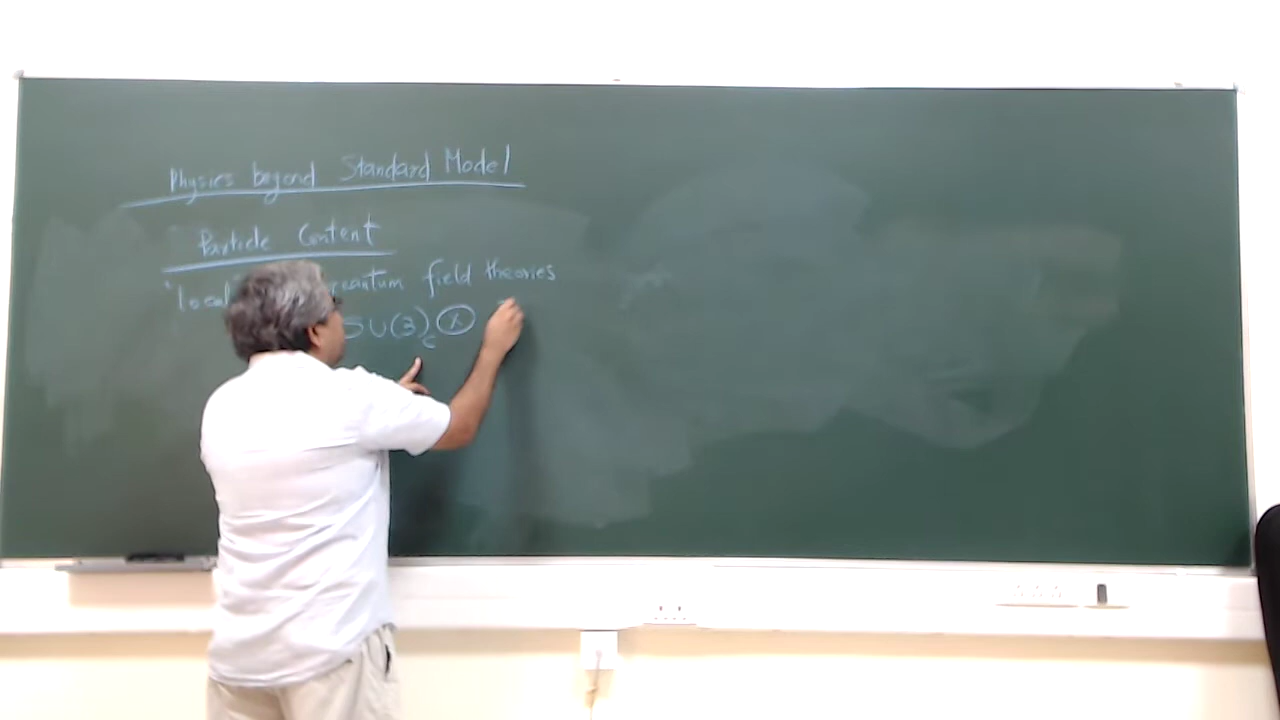 Physics beyond Standard Model
Particle Content
'local quantum field theories
SU(3)c ⊗